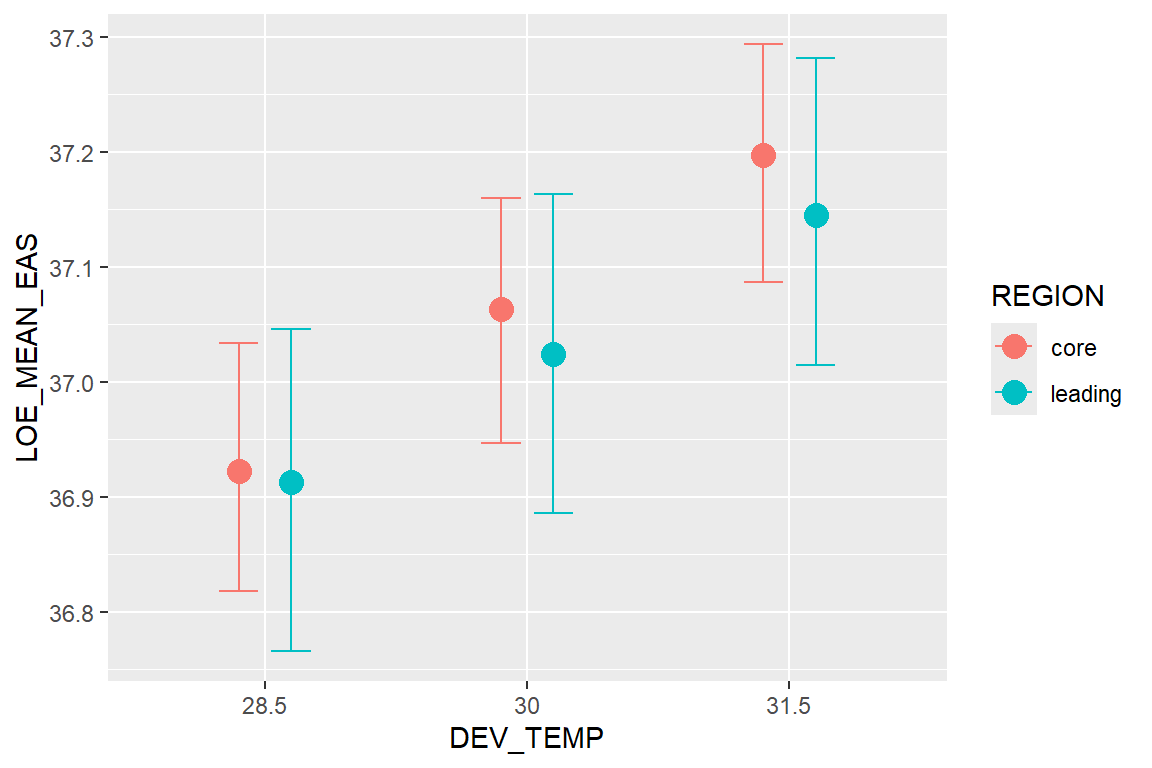 37.3
37.2
37.1
37.0
36.9
36.8
LOE_MEAN_EAS
28.5 30 31.5
DEV_TEMP
REGION
core
leading